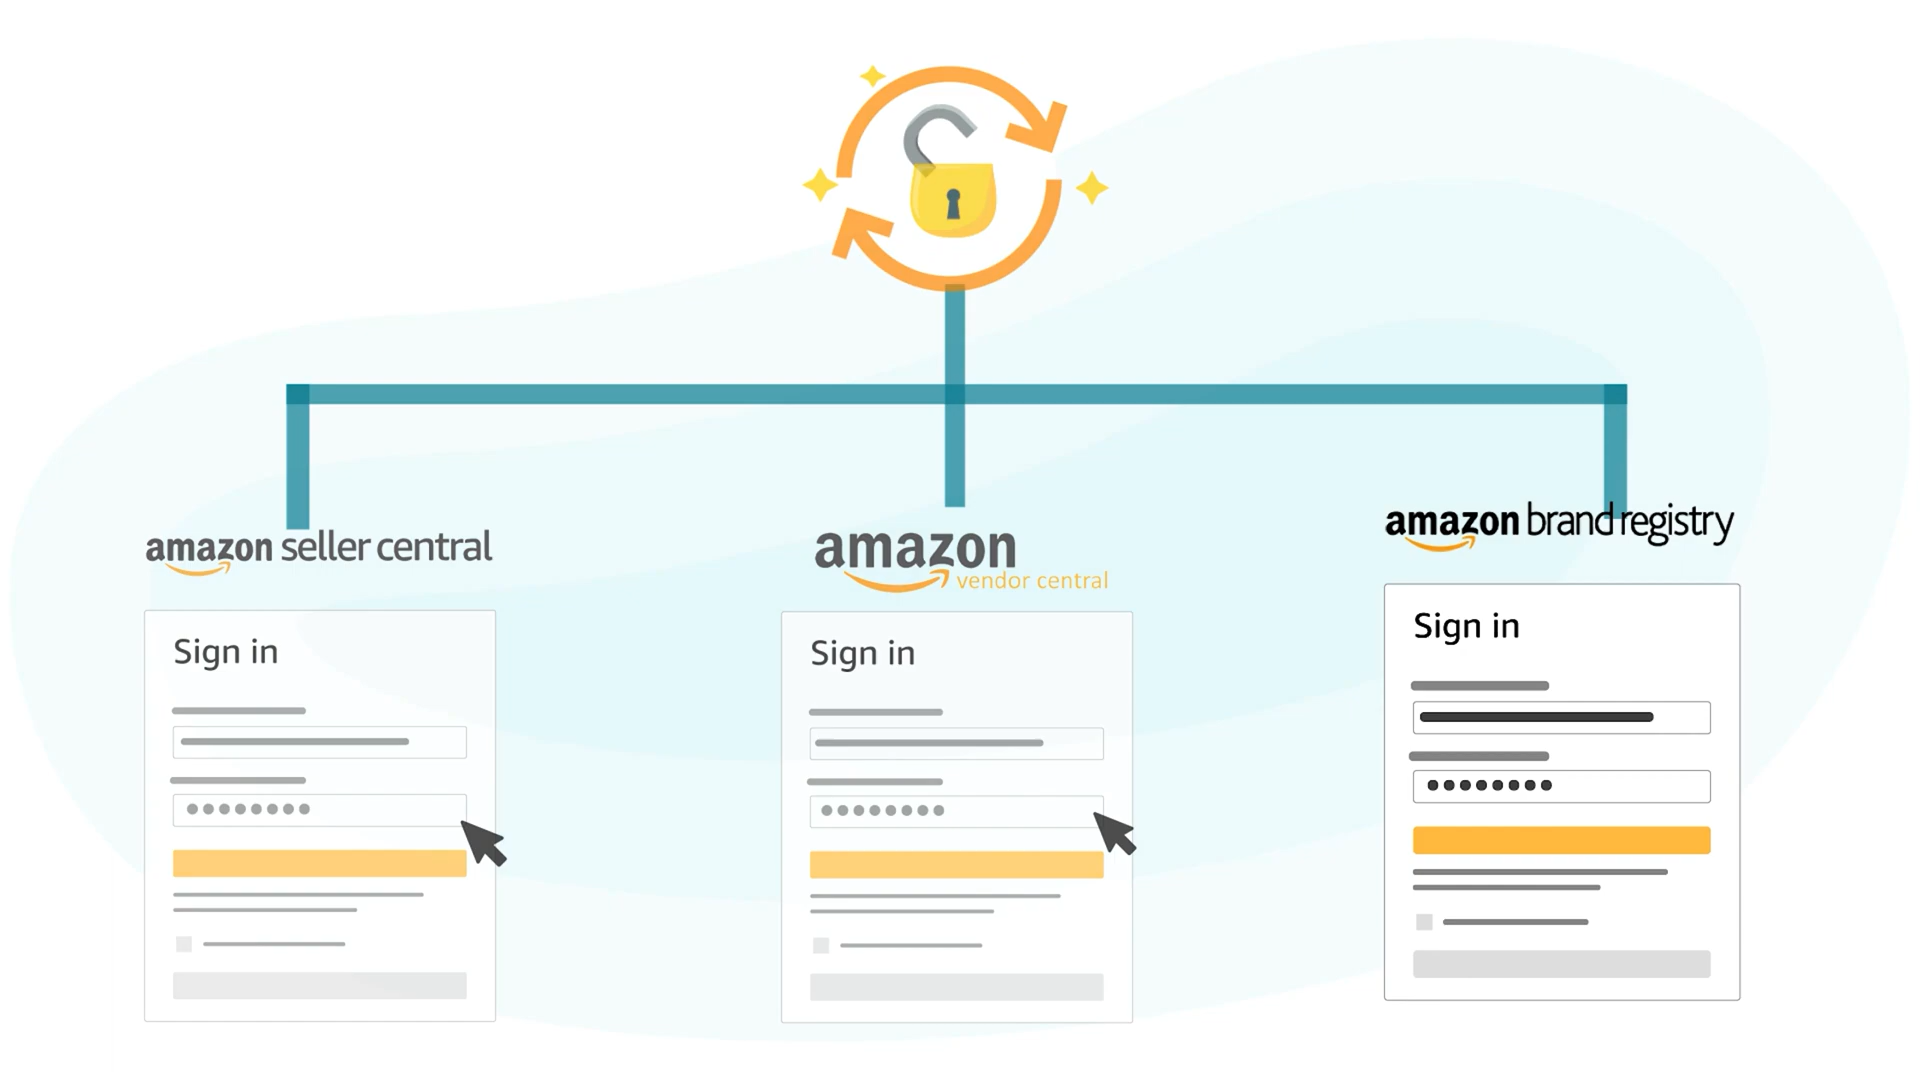 amazon seller central
Sign in
amazon
vendor central
Sign in
amazon brand registry
Sign in